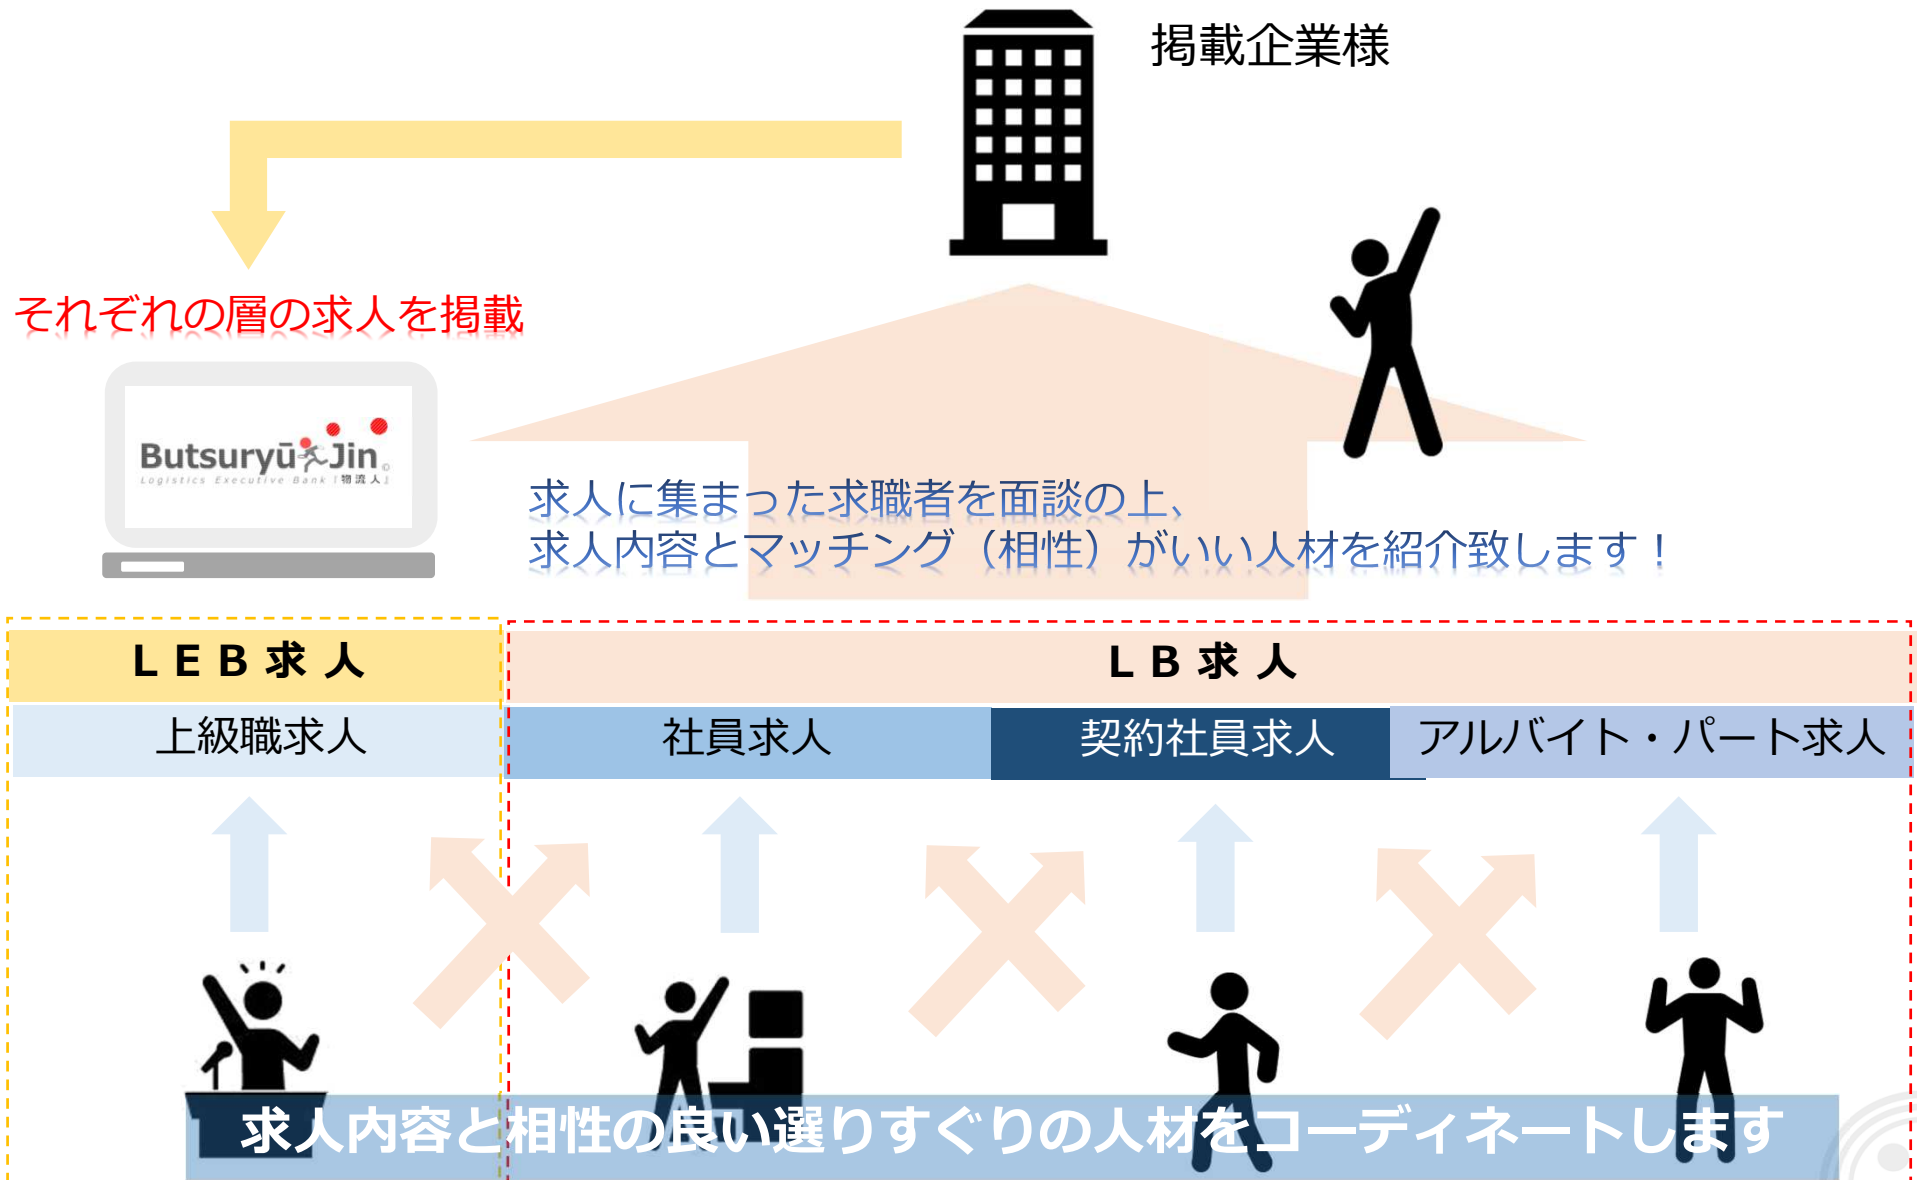 掲載企業様
それぞれの層の求人を掲載
Butsuryū Jin
Logistics Executive Bank「物流人」
求人に集まった求職者を面談の上、
求人内容とマッチング（相性）がいい人材を紹介致します！
ＬＥＢ求人
ＬＢ求人
上級職求人
社員求人
契約社員求人
アルバイト・パート求人
求人内容と相性の良い選りすぐりの人材をコーディネートします